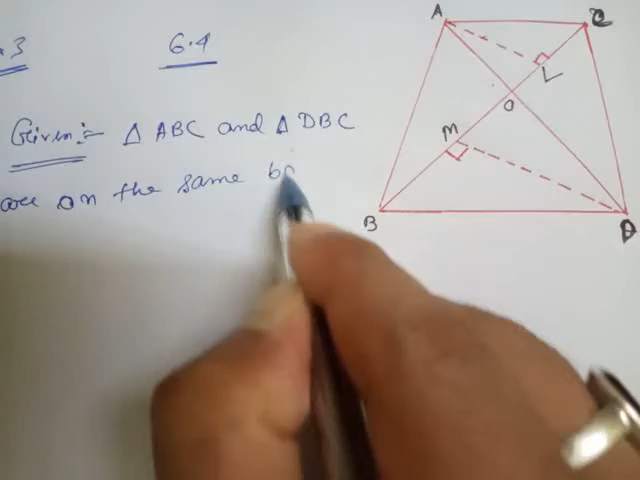 .3 6.4
Given:- Δ ABC and Δ DBC
are on the same
A
C
L
O
M
B
D